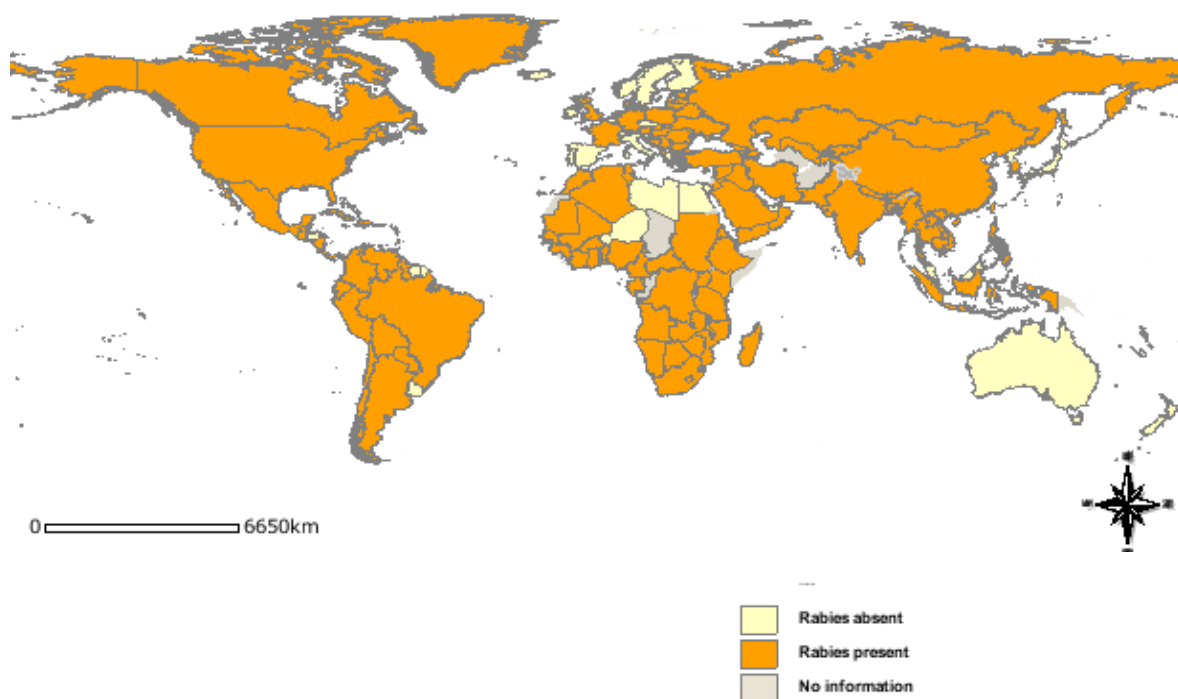 0 6650km
Rabies absent
Rabies present
No information